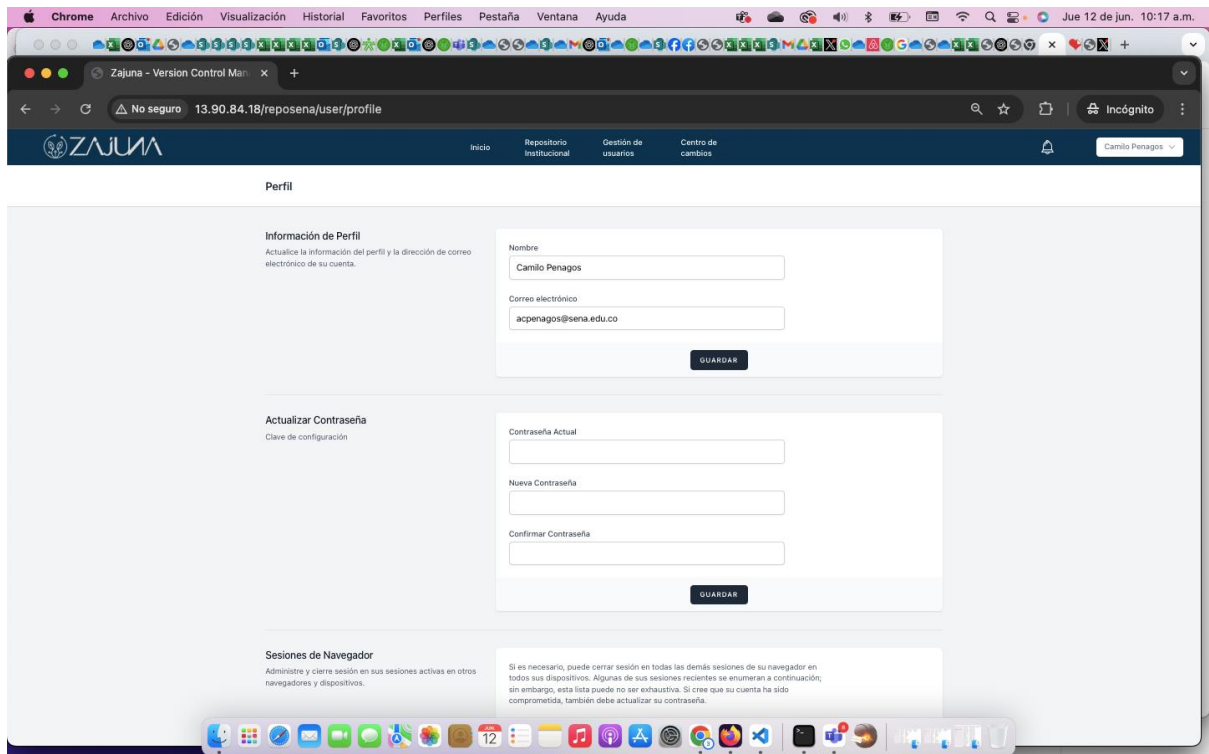 Chrome Archivo Edición Visualización Historial Favoritos Perfiles Pestaña Ventana Ayuda Jue 12 de jun. 10:17 a.m.
Zajuna - Version Control Man
No seguro 13.90.84.18/reposena/user/profile Incógnito
ZAJUNA Inicio Repositorio Institucional Gestión de usuarios Centro de cambios Camilo Penagos
Perfil
Información de Perfil
Actualice la información del perfil y la dirección de correo
electrónico de su cuenta.
Nombre
Camilo Penagos
Correo electrónico
acpenagos@sena.edu.co
GUARDAR
Actualizar Contraseña
Clave de configuración
Contraseña Actual
Nueva Contraseña
Confirmar Contraseña
GUARDAR
Sesiones de Navegador
Administre y cierre sesión en sus sesiones activas en otros
navegadores y dispositivos.
Si es necesario, puede cerrar sesión en todas las demás sesiones de su navegador en
todos sus dispositivos. Algunas de sus sesiones recientes se enumeran a continuación;
sin embargo, esta lista puede no ser exhaustiva. Si cree que su cuenta ha sido
comprometida, también debe actualizar su contraseña.
JUN
12